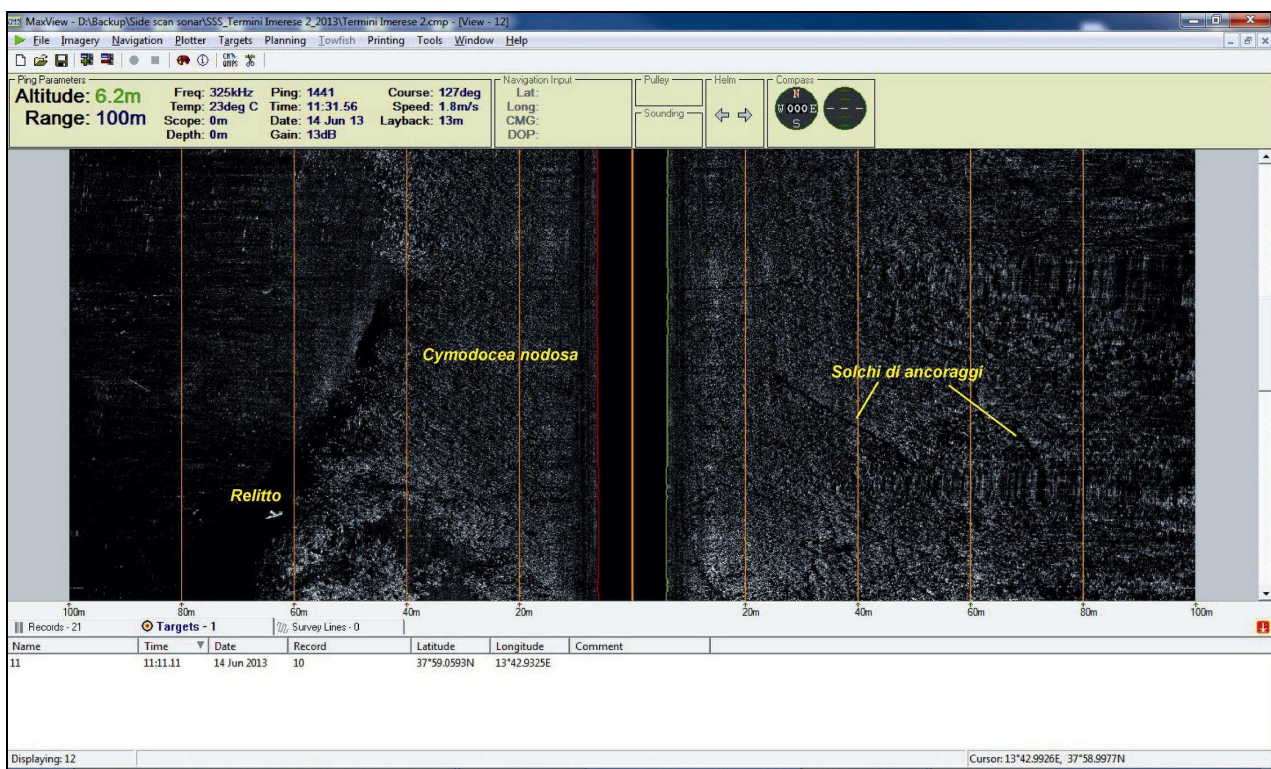 MaxView - D:\Backup\Side scan sonar\SSS_Termini Imerese 2_2013\Termini Imerese 2.cmp - [View - 12]
File Imagery Navigation Plotter Targets Planning Towfish Printing Tools Window Help
Ping Parameters
Altitude: 6.2m
Range: 100m
Freq: 325kHz
Temp: 23deg C
Scope: 0m
Depth: 0m
Ping: 1441
Time: 11:31.56
Date: 14 Jun 13
Gain: 13dB
Course: 127deg
Speed: 1.8m/s
Layback: 13m
Navigation Input
Lat:
Long:
CMG:
DOP:
Pulley
Sounding
Helm
Compass
N
W 000 E
S
- - -
Cymodocea nodosa
Solchi di ancoraggi
Relitto
100m 80m 60m 40m 20m 20m 40m 60m 80m 100m
Records - 21 Targets - 1 Survey Lines - 0
Name Time Date Record Latitude Longitude Comment
11 11:11.11 14 Jun 2013 10 37°59.0593N 13°42.9325E
Displaying: 12 Cursor: 13°42.9926E, 37°58.9977N